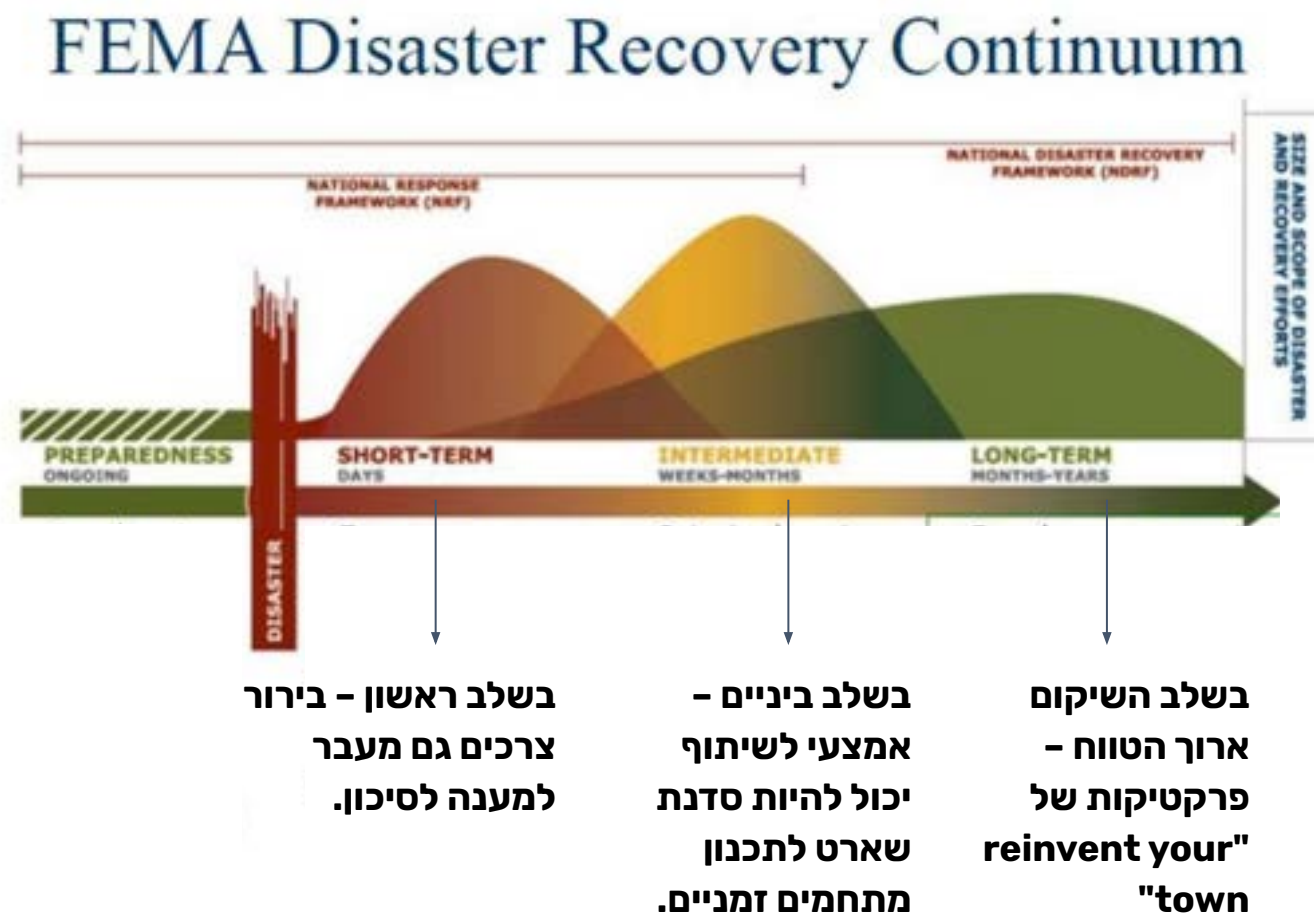 FEMA Disaster Recovery Continuum
NATIONAL DISASTER RECOVERY
FRAMEWORK (NDRF)
NATIONAL RESPONSE
FRAMEWORK (NRF)
SIZE AND SCOPE OF DISASTER
AND RECOVERY EFFORTS
PREPAREDNESS
ONGOING
SHORT-TERM
DAYS
INTERMEDIATE
WEEKS-MONTHS
LONG-TERM
MONTHS-YEARS
DISASTER
בשלב ראשון – בירור
צרכים גם מעבר
למענה לסיכון.
בשלב ביניים –
אמצעי לשיתוף
יכול להיות סדנת
שארט לתכנון
מתחמים זמניים.
בשלב השיקום
ארוך הטווח –
פרקטיקות של
"reinvent your
town"